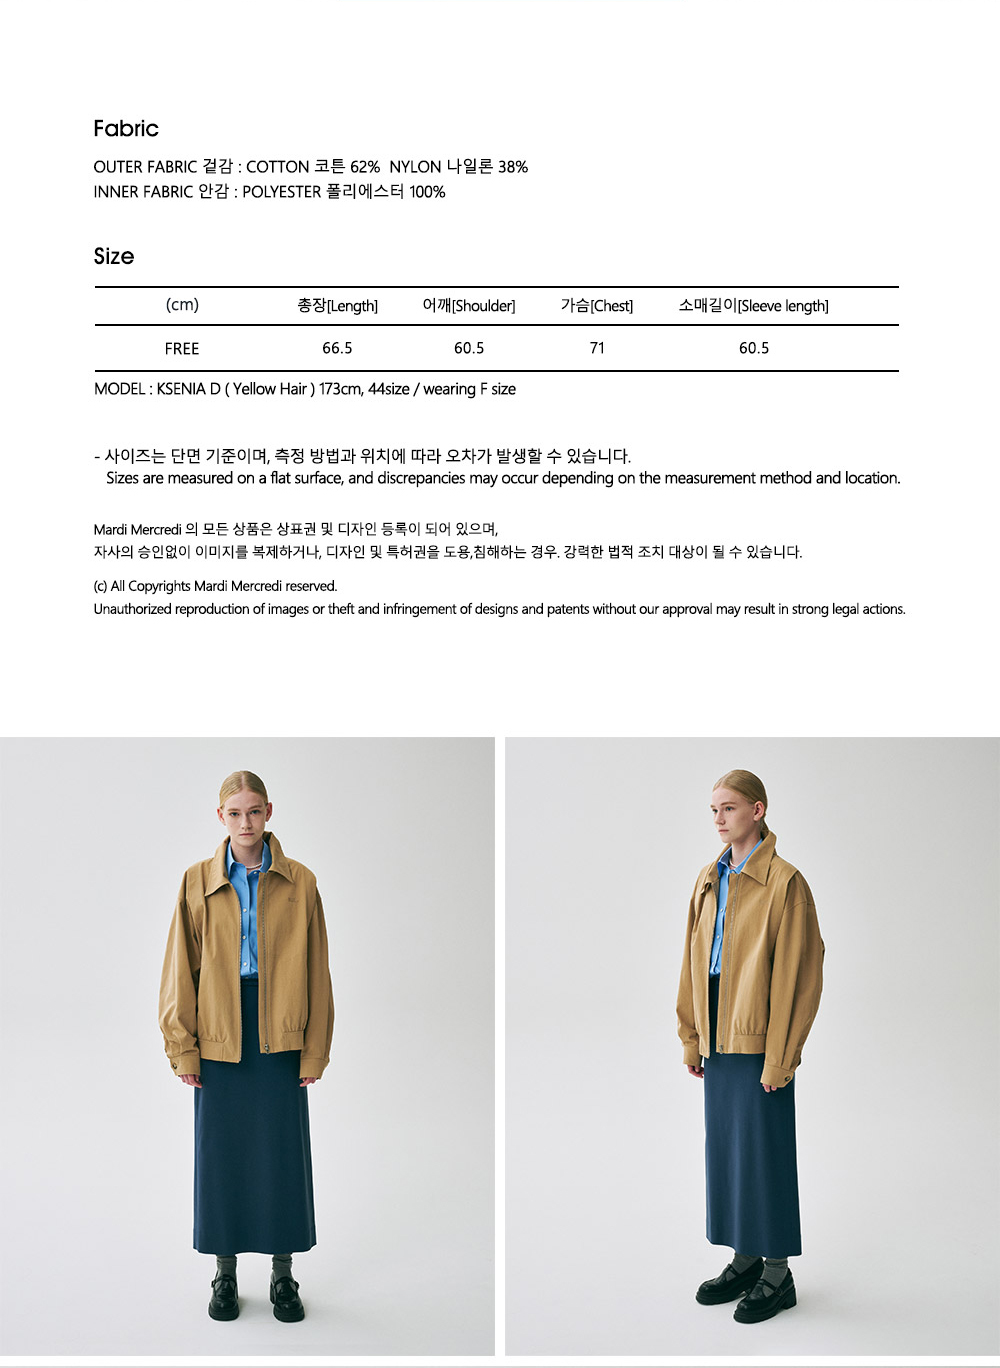 Fabric
OUTER FABRIC 겉감 : COTTON 코튼 62%  NYLON 나일론 38%
INNER FABRIC 안감 : POLYESTER 폴리에스터 100%
Size
(cm) 총장[Length] 어깨[Shoulder] 가슴[Chest] 소매길이[Sleeve length]
FREE 66.5 60.5 71 60.5
MODEL : KSENIA D ( Yellow Hair ) 173cm, 44size / wearing F size
- 사이즈는 단면 기준이며, 측정 방법과 위치에 따라 오차가 발생할 수 있습니다.
Sizes are measured on a flat surface, and discrepancies may occur depending on the measurement method and location.
Mardi Mercredi 의 모든 상품은 상표권 및 디자인 등록이 되어 있으며,
자사의 승인없이 이미지를 복제하거나, 디자인 및 특허권을 도용,침해하는 경우. 강력한 법적 조치 대상이 될 수 있습니다.
(c) All Copyrights Mardi Mercredi reserved.
Unauthorized reproduction of images or theft and infringement of designs and patents without our approval may result in strong legal actions.